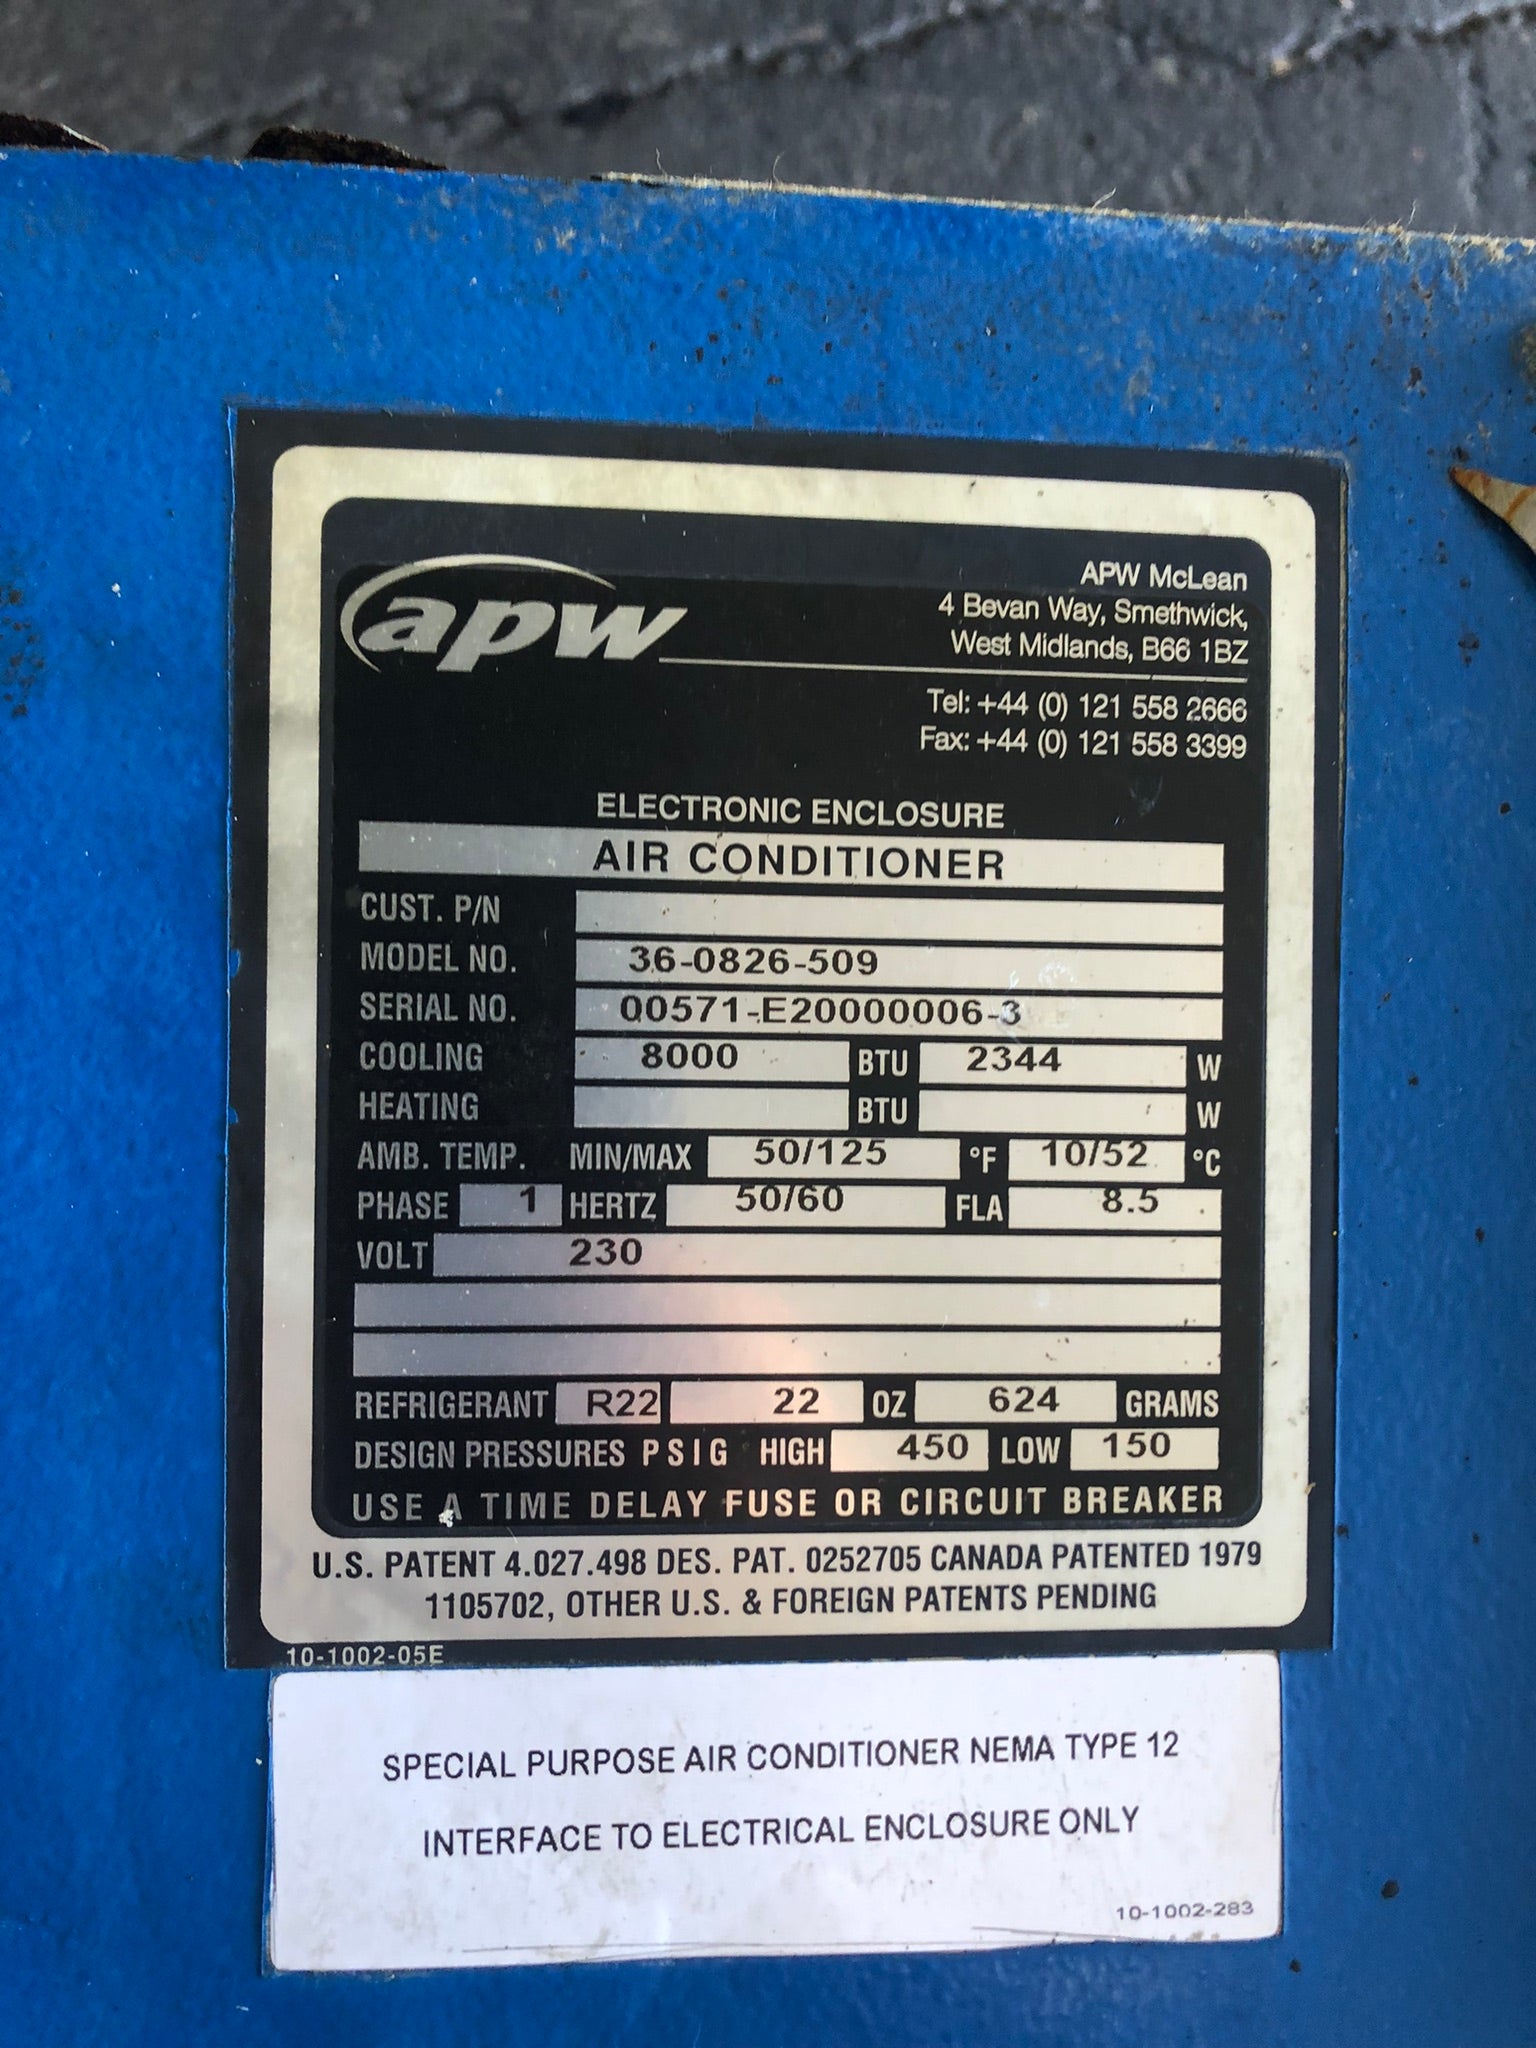 apw
APW McLean
4 Bevan Way, Smethwick,
West Midlands, B66 1BZ
Tel: +44 (0) 121 558 2666
Fax: +44 (0) 121 558 3399
ELECTRONIC ENCLOSURE
AIR CONDITIONER
CUST. P/N
MODEL NO. 36-0826-509
SERIAL NO. 00571-E20000006-3
COOLING 8000 BTU 2344 W
HEATING BTU W
AMB. TEMP. MIN/MAX 50/125 °F 10/52 °C
PHASE 1 HERTZ 50/60 FLA 8.5
VOLT 230
REFRIGERANT R22 22 OZ 624 GRAMS
DESIGN PRESSURES PSIG HIGH 450 LOW 150
USE A TIME DELAY FUSE OR CIRCUIT BREAKER
U.S. PATENT 4.027.498 DES. PAT. 0252705 CANADA PATENTED 1979
1105702, OTHER U.S. & FOREIGN PATENTS PENDING
10-1002-05E
SPECIAL PURPOSE AIR CONDITIONER NEMA TYPE 12
INTERFACE TO ELECTRICAL ENCLOSURE ONLY
10-1002-283